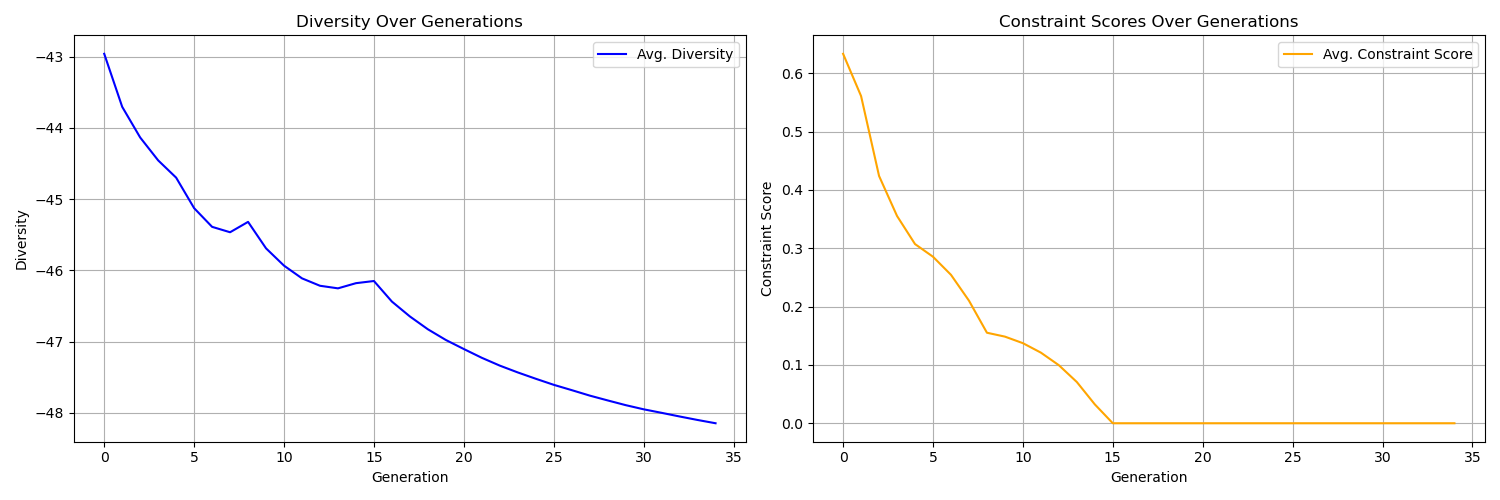 Diversity Over Generations
Avg. Diversity
−43
−44
−45
−46
−47
−48
Diversity
0 5 10 15 20 25 30 35
Generation
Constraint Scores Over Generations
Avg. Constraint Score
0.6
0.5
0.4
0.3
0.2
0.1
0.0
Constraint Score
0 5 10 15 20 25 30 35
Generation